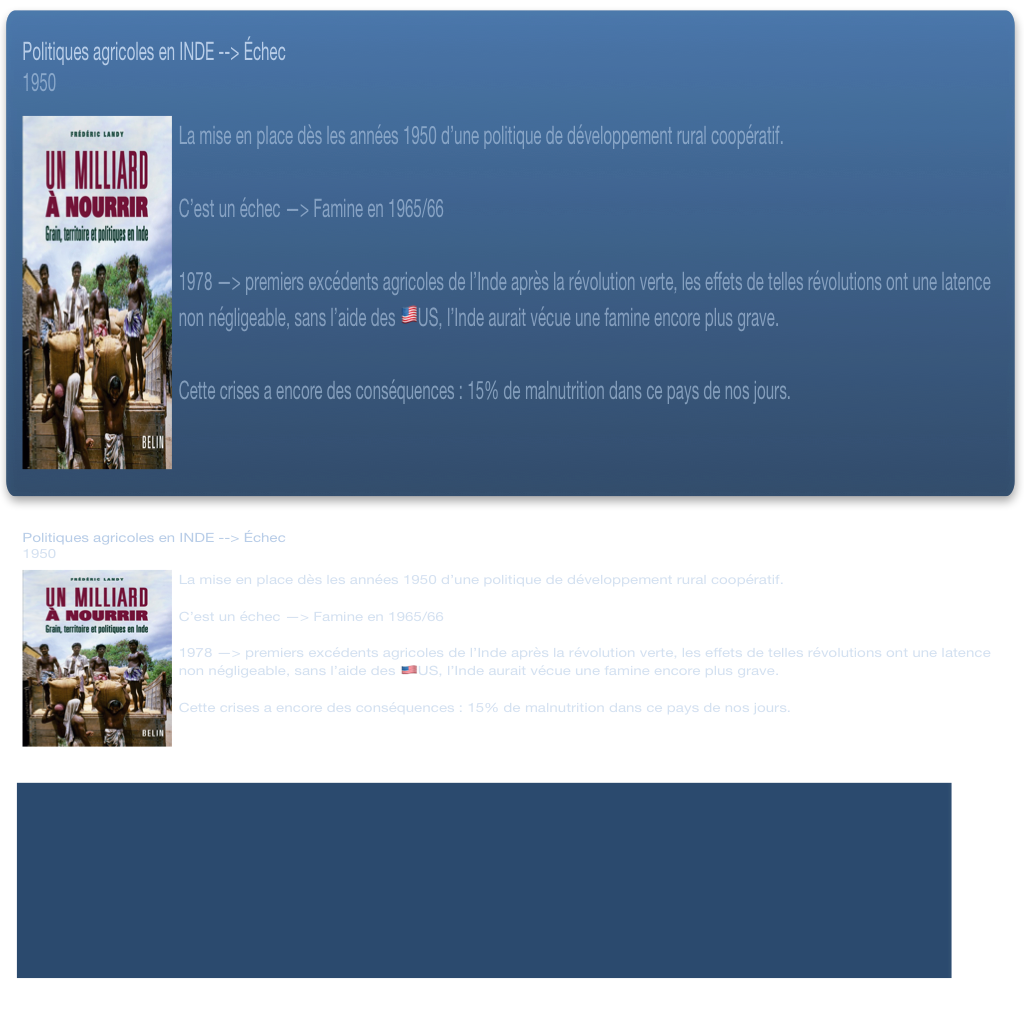 Politiques agricoles en INDE --> Échec
1950
FRÉDÉRIC LANDY
UN MILLIARD
À NOURRIR
Grain, territoire et politiques en Inde
BELIN
La mise en place dès les années 1950 d’une politique de développement rural coopératif.
C’est un échec —> Famine en 1965/66
1978 —> premiers excédents agricoles de l’Inde après la révolution verte, les effets de telles révolutions ont une latence
non négligeable, sans l’aide des 🇺🇸US, l’Inde aurait vécue une famine encore plus grave.
Cette crises a encore des conséquences : 15% de malnutrition dans ce pays de nos jours.
Politiques agricoles en INDE --> Échec
1950
FRÉDÉRIC LANDY
UN MILLIARD
À NOURRIR
Grain, territoire et politiques en Inde
BELIN
La mise en place dès les années 1950 d’une politique de développement rural coopératif.
C’est un échec —> Famine en 1965/66
1978 —> premiers excédents agricoles de l’Inde après la révolution verte, les effets de telles révolutions ont une latence
non négligeable, sans l’aide des 🇺🇸US, l’Inde aurait vécue une famine encore plus grave.
Cette crises a encore des conséquences : 15% de malnutrition dans ce pays de nos jours.